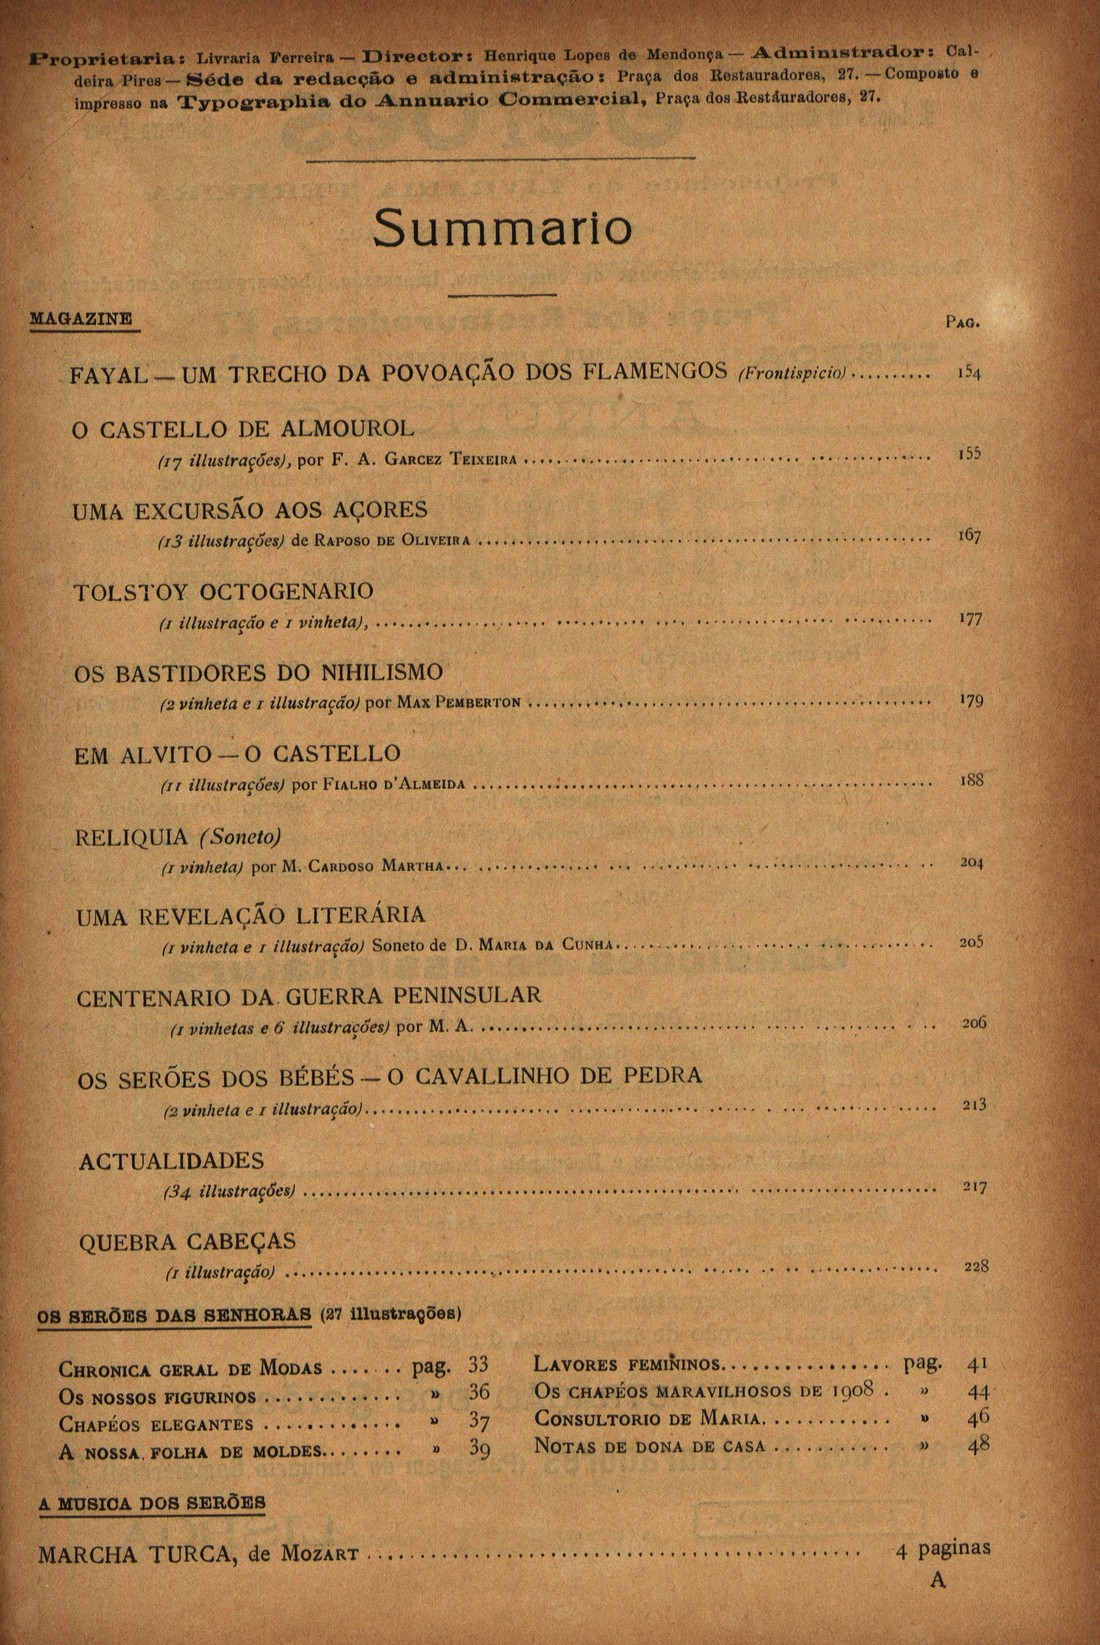 Proprietaria: Livraria Ferreira — Director: Henrique Lopes de Mendonça — Administrador: Cal-
deira Pires — Séde da redacção e administração: Praça dos Restauradores, 27. — Composto e
impresso na Typographia do Annuario Commercial, Praça dos Restauradores, 27.
Summario
MAGAZINE
PAG.
FAYAL — UM TRECHO DA POVOAÇÃO DOS FLAMENGOS (Frontispicio) .......... 154
O CASTELLO DE ALMOUROL
(17 illustrações), por F. A. GARCEZ TEIXEIRA .......... 155
UMA EXCURSÃO AOS AÇORES
(13 illustrações) de RAPOSO DE OLIVEIRA .......... 167
TOLSTOY OCTOGENARIO
(1 illustração e 1 vinheta), .......... 177
OS BASTIDORES DO NIHILISMO
(2 vinheta e 1 illustração) por MAX PEMBERTON .......... 179
EM ALVITO — O CASTELLO
(11 illustrações) por FIALHO D'ALMEIDA .......... 188
RELIQUIA (Soneto)
(1 vinheta) por M. CARDOSO MARTHA .......... 204
UMA REVELAÇÃO LITERÁRIA
(1 vinheta e 1 illustração) Soneto de D. MARIA DA CUNHA .......... 205
CENTENARIO DA GUERRA PENINSULAR
(1 vinhetas e 6 illustrações) por M. A. .......... 206
OS SERÕES DOS BÉBÉS — O CAVALLINHO DE PEDRA
(2 vinheta e 1 illustração) .......... 213
ACTUALIDADES
(34 illustrações) .......... 217
QUEBRA CABEÇAS
(1 illustração) .......... 228
OS SERÕES DAS SENHORAS (27 illustrações)
CHRONICA GERAL DE MODAS ....... pag. 33
OS NOSSOS FIGURINOS ............ » 36
CHAPÉOS ELEGANTES ............ » 37
A NOSSA FOLHA DE MOLDES ........ » 39
LAVORES FEMININOS ............... pag. 41
OS CHAPÉOS MARAVILHOSOS DE 1908 . » 44
CONSULTORIO DE MARIA ........... » 46
NOTAS DE DONA DE CASA ........... » 48
A MUSICA DOS SERÕES
MARCHA TURCA, de MOZART .......... 4 paginas
A